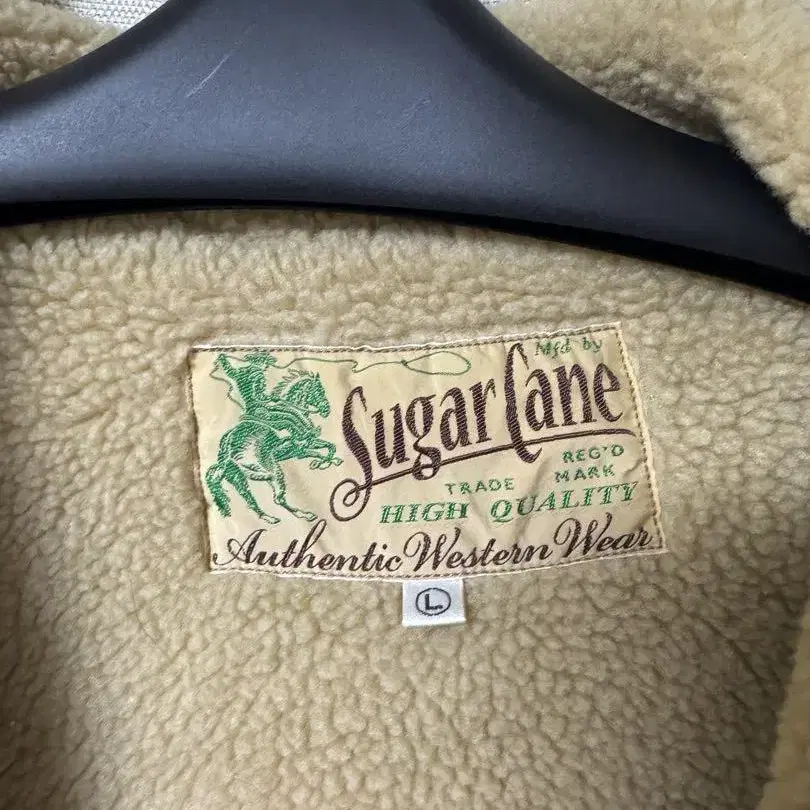 Mfd by
Sugar Cane
TRADE MARK REG'D
HIGH QUALITY
Authentic Western Wear
L